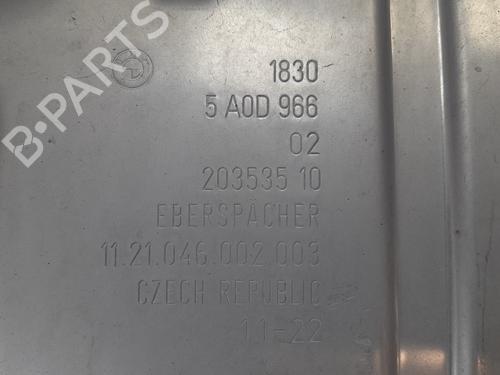 1830
5 A0D 966
02
203535 10
EBERSPÄCHER
11.21.046.002.003
CZECH REPUBLIC
11-22
B-PARTS